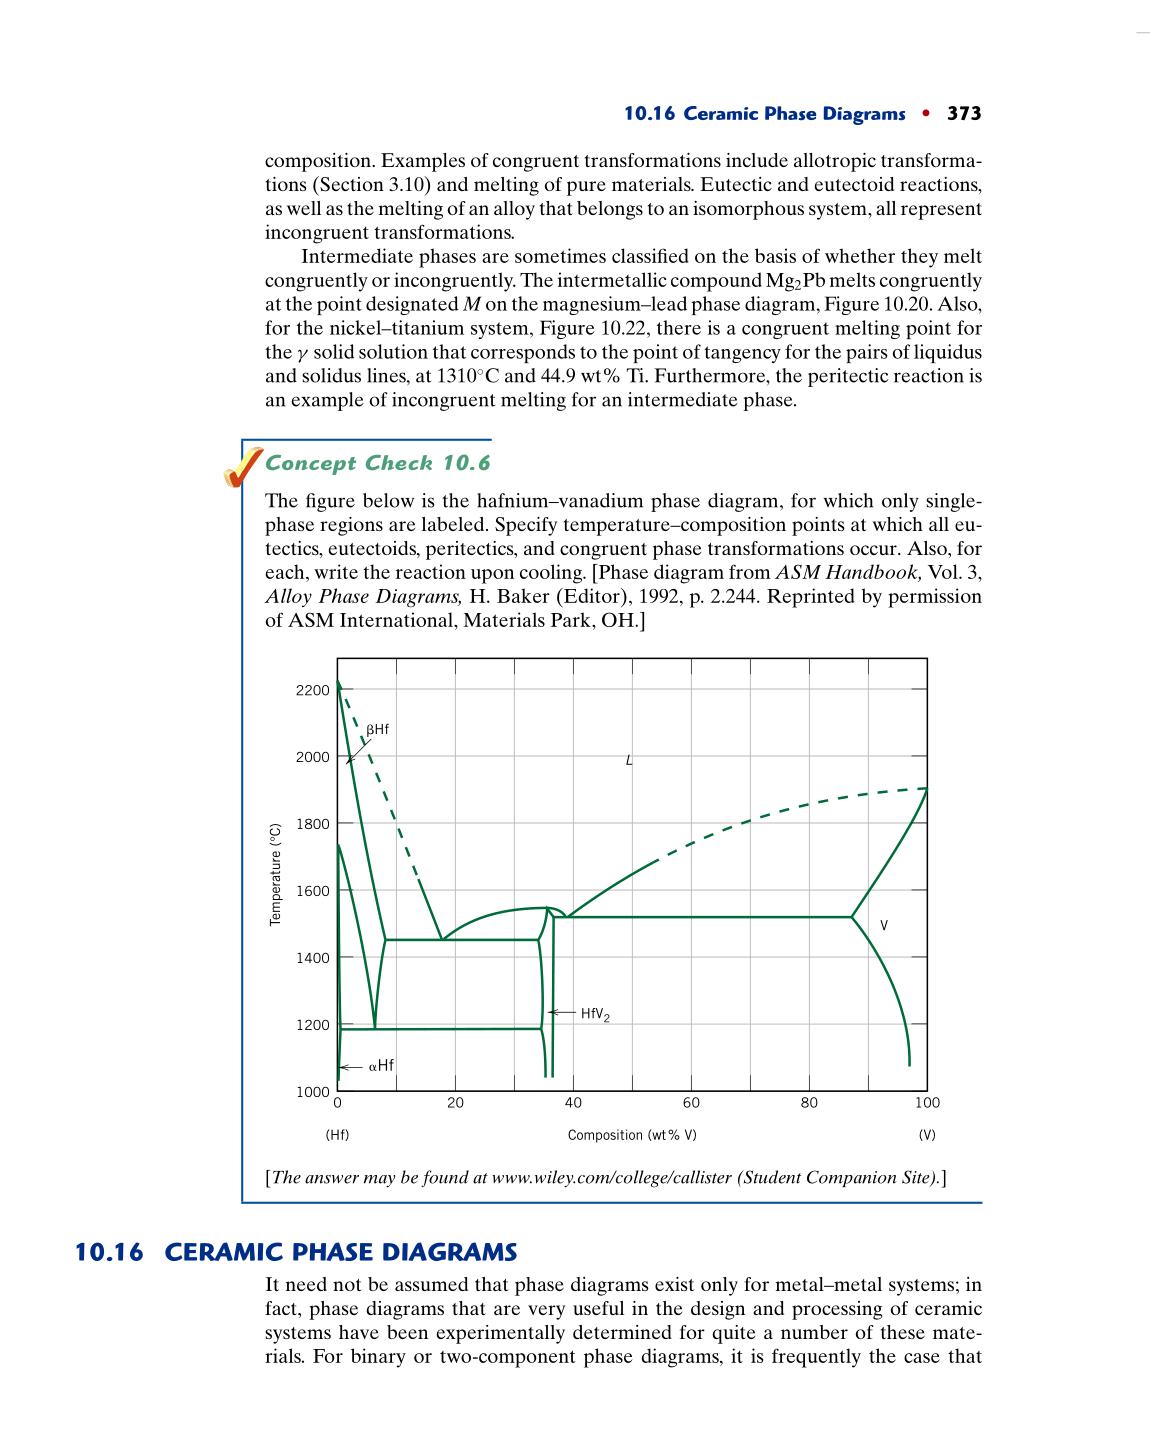 10.16 Ceramic Phase Diagrams • 373
composition. Examples of congruent transformations include allotropic transforma-
tions (Section 3.10) and melting of pure materials. Eutectic and eutectoid reactions,
as well as the melting of an alloy that belongs to an isomorphous system, all represent
incongruent transformations.
Intermediate phases are sometimes classified on the basis of whether they melt
congruently or incongruently. The intermetallic compound Mg₂Pb melts congruently
at the point designated M on the magnesium–lead phase diagram, Figure 10.20. Also,
for the nickel–titanium system, Figure 10.22, there is a congruent melting point for
the γ solid solution that corresponds to the point of tangency for the pairs of liquidus
and solidus lines, at 1310°C and 44.9 wt% Ti. Furthermore, the peritectic reaction is
an example of incongruent melting for an intermediate phase.
Concept Check 10.6
The figure below is the hafnium–vanadium phase diagram, for which only single-
phase regions are labeled. Specify temperature–composition points at which all eu-
tectics, eutectoids, peritectics, and congruent phase transformations occur. Also, for
each, write the reaction upon cooling. [Phase diagram from ASM Handbook, Vol. 3,
Alloy Phase Diagrams, H. Baker (Editor), 1992, p. 2.244. Reprinted by permission
of ASM International, Materials Park, OH.]
2200
βHf
2000
L
1800
Temperature (°C)
1600
V
1400
HfV₂
1200
αHf
1000
0 20 40 60 80 100
(Hf) Composition (wt% V) (V)
[The answer may be found at www.wiley.com/college/callister (Student Companion Site).]
10.16 CERAMIC PHASE DIAGRAMS
It need not be assumed that phase diagrams exist only for metal–metal systems; in
fact, phase diagrams that are very useful in the design and processing of ceramic
systems have been experimentally determined for quite a number of these mate-
rials. For binary or two-component phase diagrams, it is frequently the case that